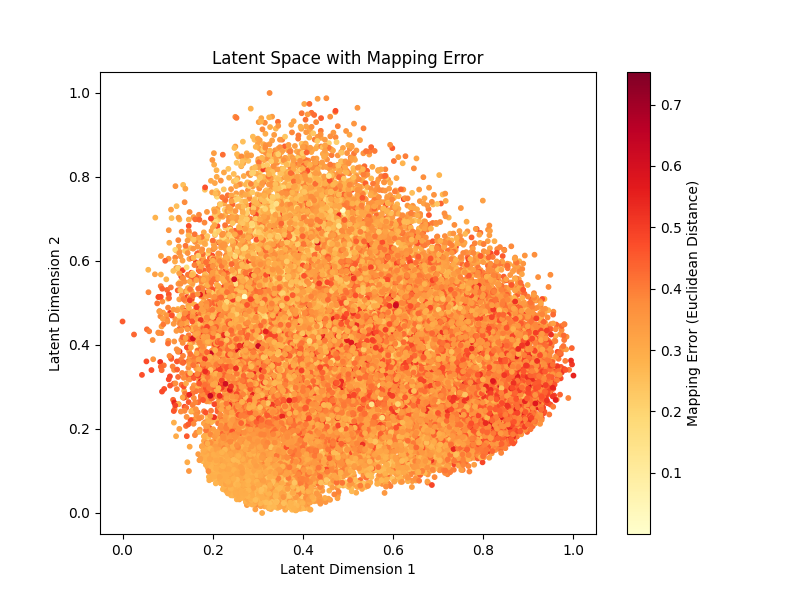 Latent Space with Mapping Error
1.0
0.8
0.6
0.4
0.2
0.0
Latent Dimension 2
0.0 0.2 0.4 0.6 0.8 1.0
Latent Dimension 1
0.7
0.6
0.5
0.4
0.3
0.2
0.1
Mapping Error (Euclidean Distance)